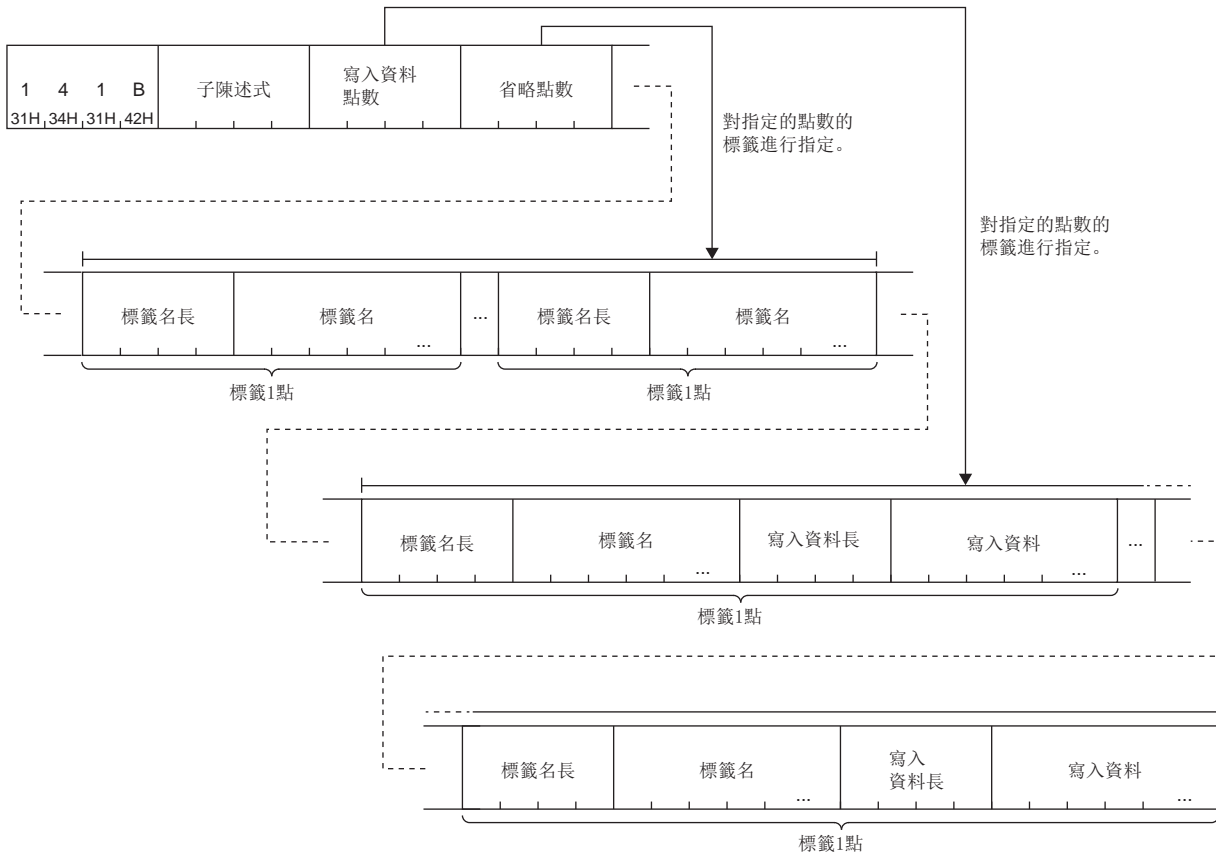 1 4 1 B
31H 34H 31H 42H
子陳述式
寫入資料
點數
省略點數
對指定的點數的
標籤進行指定。
對指定的點數的
標籤進行指定。
標籤名長
標籤名
...
...
標籤名長
標籤名
...
標籤1點
標籤1點
標籤名長
標籤名
...
寫入資料長
寫入資料
...
...
標籤1點
標籤名長
標籤名
...
寫入
資料長
寫入資料
...
標籤1點